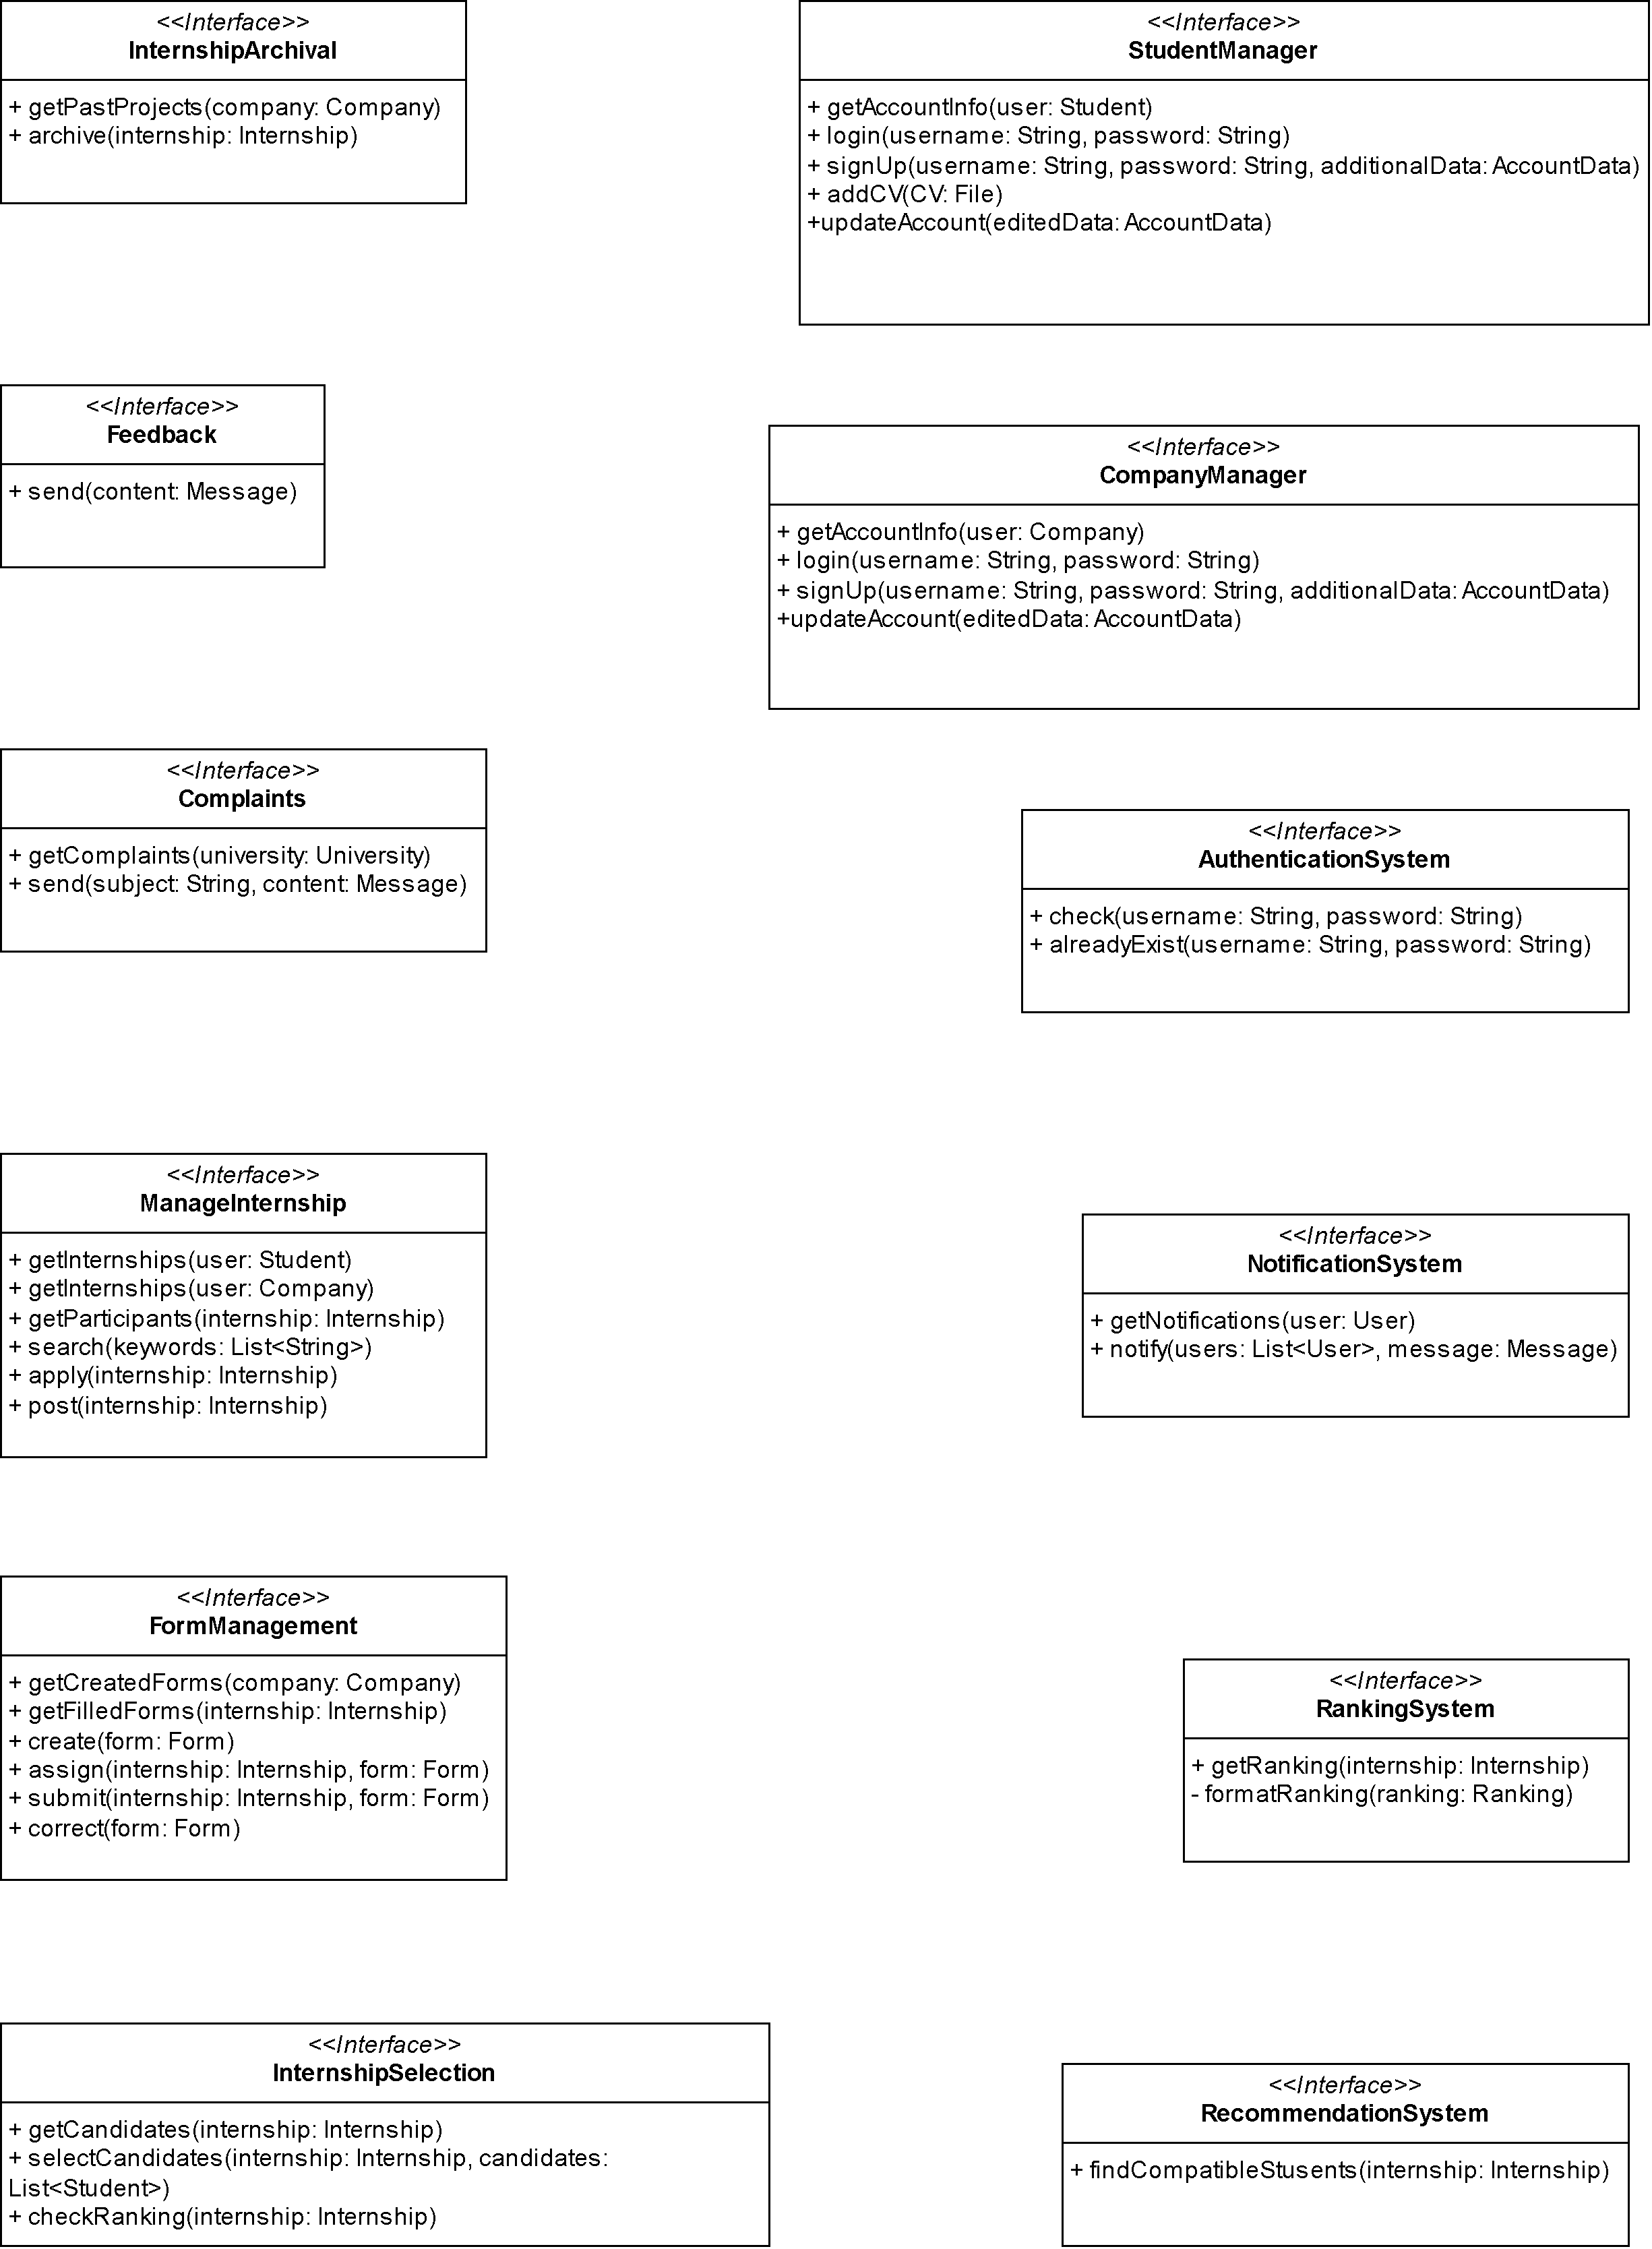 <<Interface>>
InternshipArchival
+ getPastProjects(company: Company)
+ archive(internship: Internship)
<<Interface>>
StudentManager
+ getAccountInfo(user: Student)
+ login(username: String, password: String)
+ signUp(username: String, password: String, additionalData: AccountData)
+ addCV(CV: File)
+updateAccount(editedData: AccountData)
<<Interface>>
Feedback
+ send(content: Message)
<<Interface>>
CompanyManager
+ getAccountInfo(user: Company)
+ login(username: String, password: String)
+ signUp(username: String, password: String, additionalData: AccountData)
+updateAccount(editedData: AccountData)
<<Interface>>
Complaints
+ getComplaints(university: University)
+ send(subject: String, content: Message)
<<Interface>>
AuthenticationSystem
+ check(username: String, password: String)
+ alreadyExist(username: String, password: String)
<<Interface>>
ManageInternship
+ getInternships(user: Student)
+ getInternships(user: Company)
+ getParticipants(internship: Internship)
+ search(keywords: List<String>)
+ apply(internship: Internship)
+ post(internship: Internship)
<<Interface>>
NotificationSystem
+ getNotifications(user: User)
+ notify(users: List<User>, message: Message)
<<Interface>>
FormManagement
+ getCreatedForms(company: Company)
+ getFilledForms(internship: Internship)
+ create(form: Form)
+ assign(internship: Internship, form: Form)
+ submit(internship: Internship, form: Form)
+ correct(form: Form)
<<Interface>>
RankingSystem
+ getRanking(internship: Internship)
- formatRanking(ranking: Ranking)
<<Interface>>
InternshipSelection
+ getCandidates(internship: Internship)
+ selectCandidates(internship: Internship, candidates:
List<Student>)
+ checkRanking(internship: Internship)
<<Interface>>
RecommendationSystem
+ findCompatibleStusents(internship: Internship)